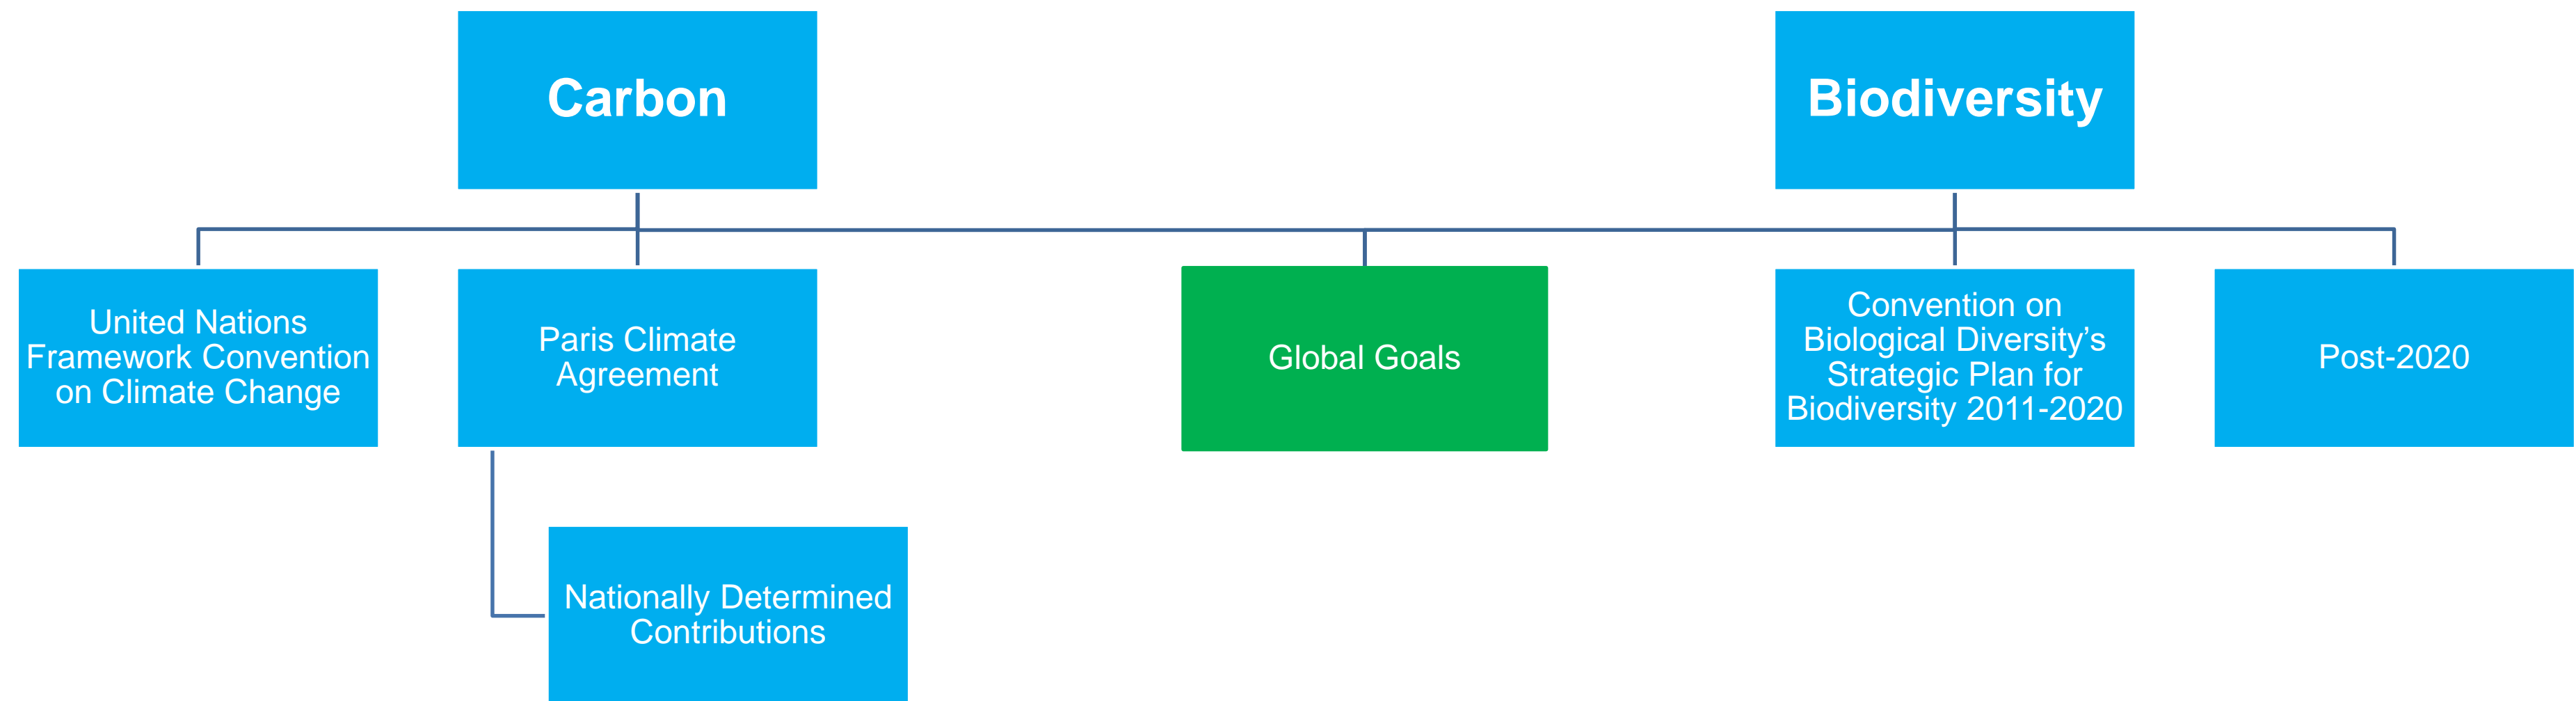 Carbon
Biodiversity
United Nations
Framework Convention
on Climate Change
Paris Climate
Agreement
Global Goals
Convention on
Biological Diversity’s
Strategic Plan for
Biodiversity 2011-2020
Post-2020
Nationally Determined
Contributions